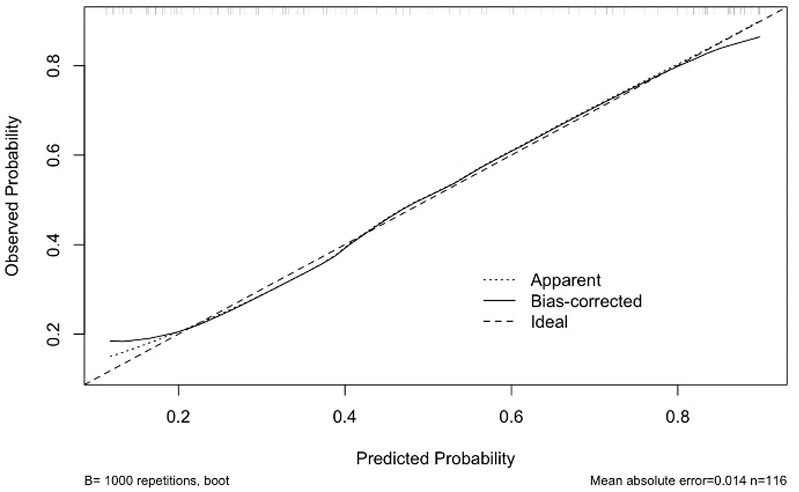 Observed Probability
0.8
0.6
0.4
0.2
Apparent
Bias-corrected
Ideal
0.2 0.4 0.6 0.8
Predicted Probability
B= 1000 repetitions, boot
Mean absolute error=0.014 n=116